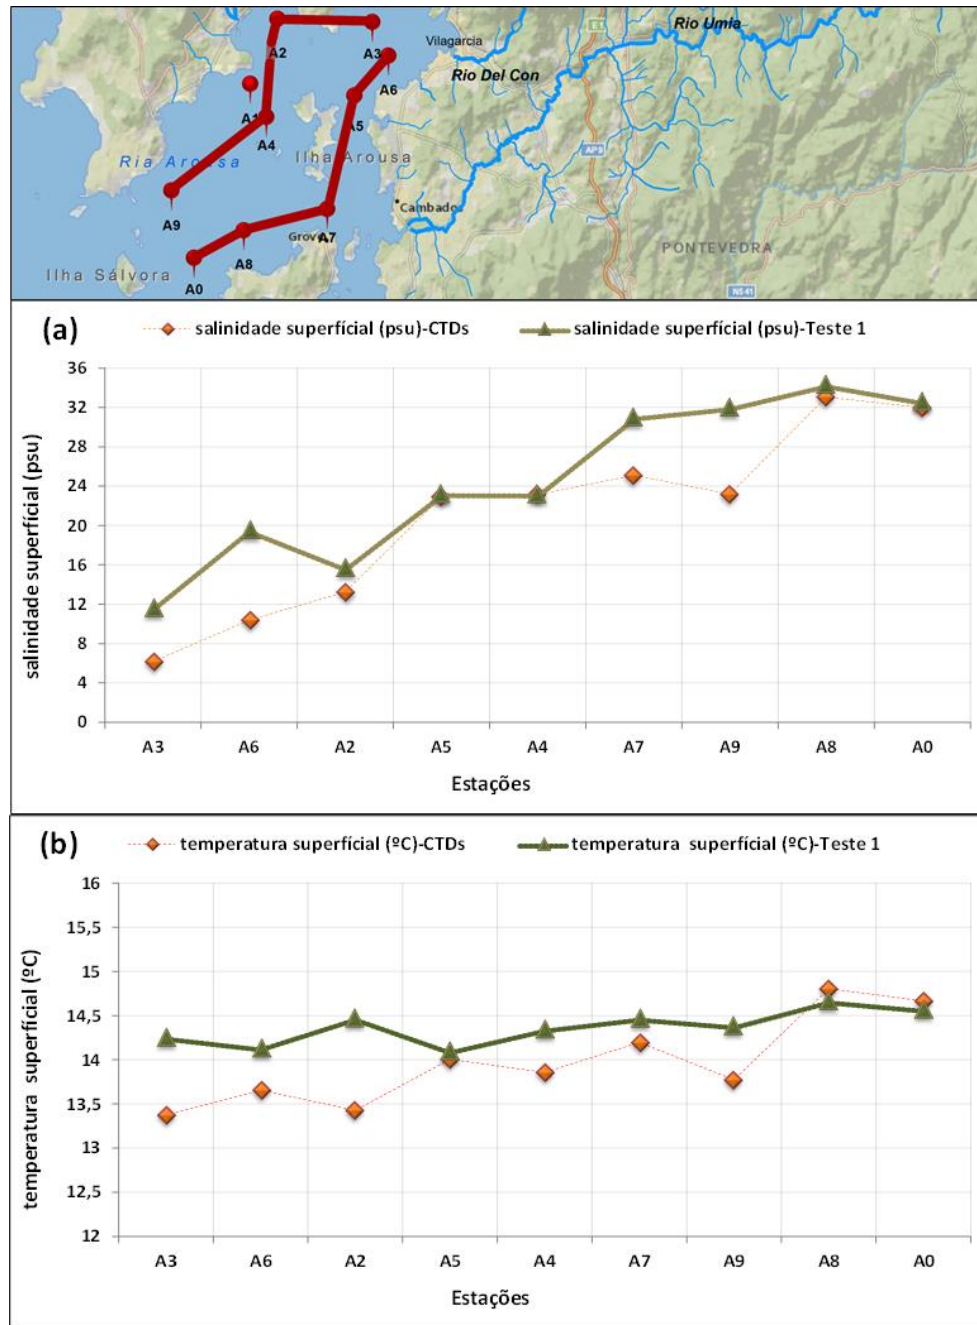 A2
A3
Vilagarcia
Rio Umia
Rio Del Con
A6
A1
A4
A5
Ria Arousa
Ilha Arousa
AP9
A9
Cambado
Grove
A7
A8
PONTEVEDRA
Ilha Sálvora
A0
N541
(a)
salinidade superfícial (psu)-CTDs
salinidade superfícial (psu)-Teste 1
36
32
28
24
20
16
12
8
4
0
salinidade superfícial (psu)
A3 A6 A2 A5 A4 A7 A9 A8 A0
Estações
(b)
temperatura superfícial (ºC)-CTDs
temperatura superfícial (ºC)-Teste 1
16
15,5
15
14,5
14
13,5
13
12,5
12
temperatura superficial (ºC)
A3 A6 A2 A5 A4 A7 A9 A8 A0
Estações